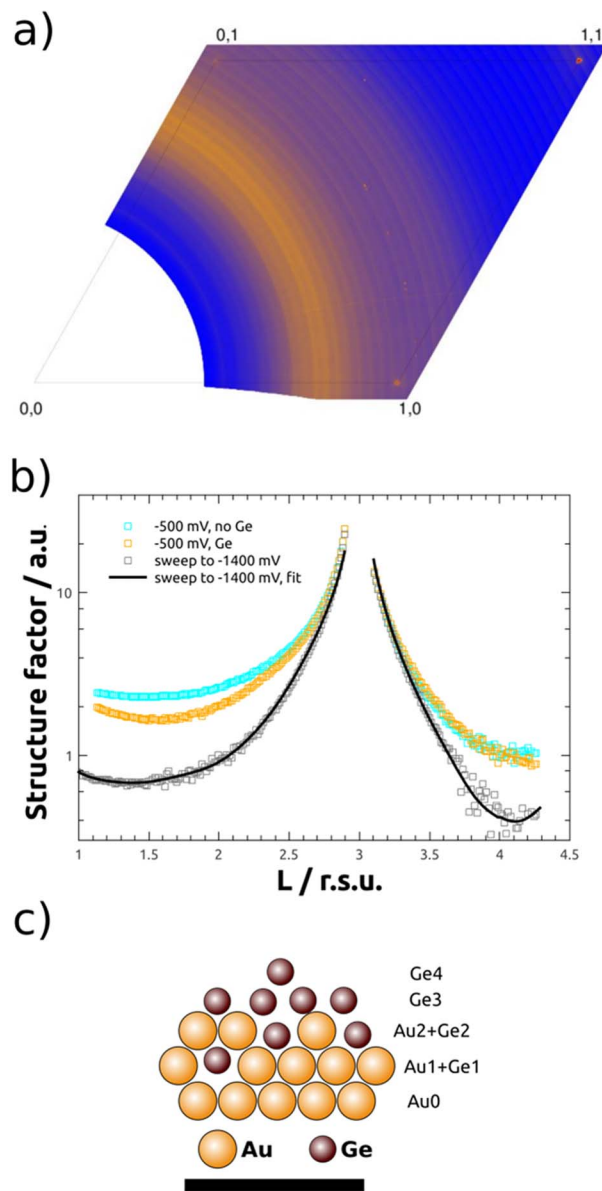 a)
0,1
1,1
0,0
1,0
b)
Structure factor / a.u.
10
1
-500 mV, no Ge
-500 mV, Ge
sweep to -1400 mV
sweep to -1400 mV, fit
1 1.5 2 2.5 3 3.5 4 4.5
L / r.s.u.
c)
Ge4
Ge3
Au2+Ge2
Au1+Ge1
Au0
Au Ge